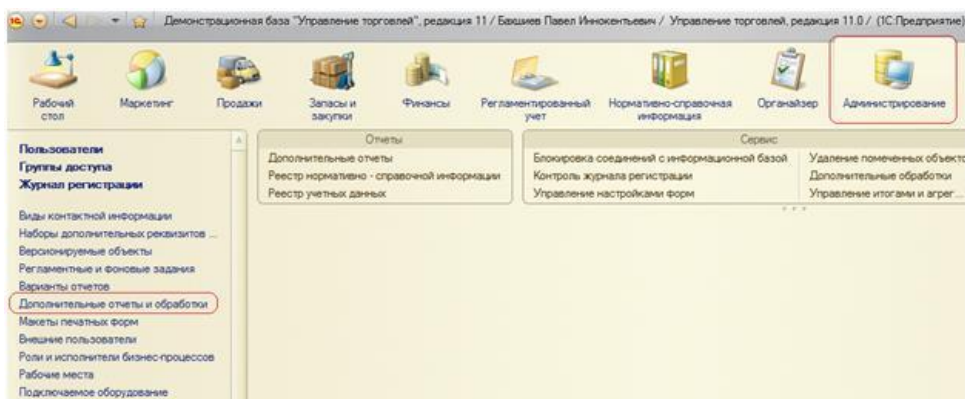 Демонстрационная база "Управление торговлей", редакция 11 / Бакшиев Павел Иннокентьевич / Управление торговлей, редакция 11.0 / (1С:Предприятие)
Рабочий стол
Маркетинг
Продажи
Запасы и закупки
Финансы
Регламентированный учет
Нормативно-справочная информация
Органайзер
Администрирование
Пользователи
Группы доступа
Журнал регистрации
Виды контактной информации
Наборы дополнительных реквизитов ...
Версионируемые объекты
Регламентные и фоновые задания
Варианты отчетов
Дополнительные отчеты и обработки
Макеты печатных форм
Внешние пользователи
Роли и исполнители бизнес-процессов
Рабочие места
Подключаемое оборудование
Отчеты
Дополнительные отчеты
Реестр нормативно - справочной информации
Реестр учетных данных
Сервис
Блокировка соединений с информационной базой
Контроль журнала регистрации
Управление настройками форм
Удаление помеченных объекто
Дополнительные обработки
Управление итогами и агрег ...